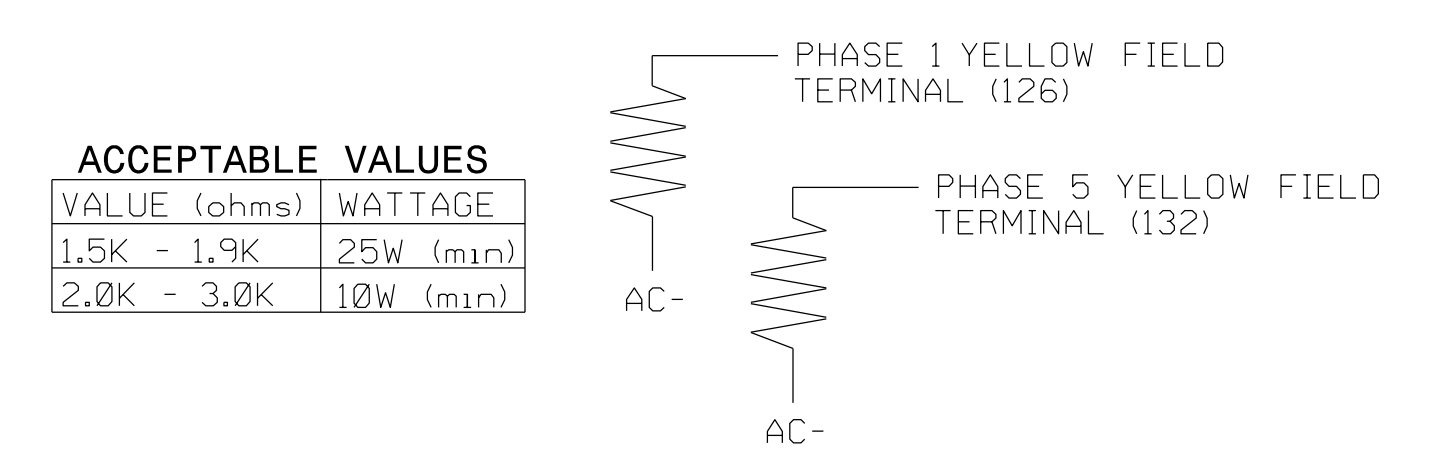 ACCEPTABLE VALUES
VALUE (ohms) WATTAGE
1.5K - 1.9K 25W (min)
2.0K - 3.0K 10W (min)
PHASE 1 YELLOW FIELD
TERMINAL (126)
AC-
PHASE 5 YELLOW FIELD
TERMINAL (132)
AC-